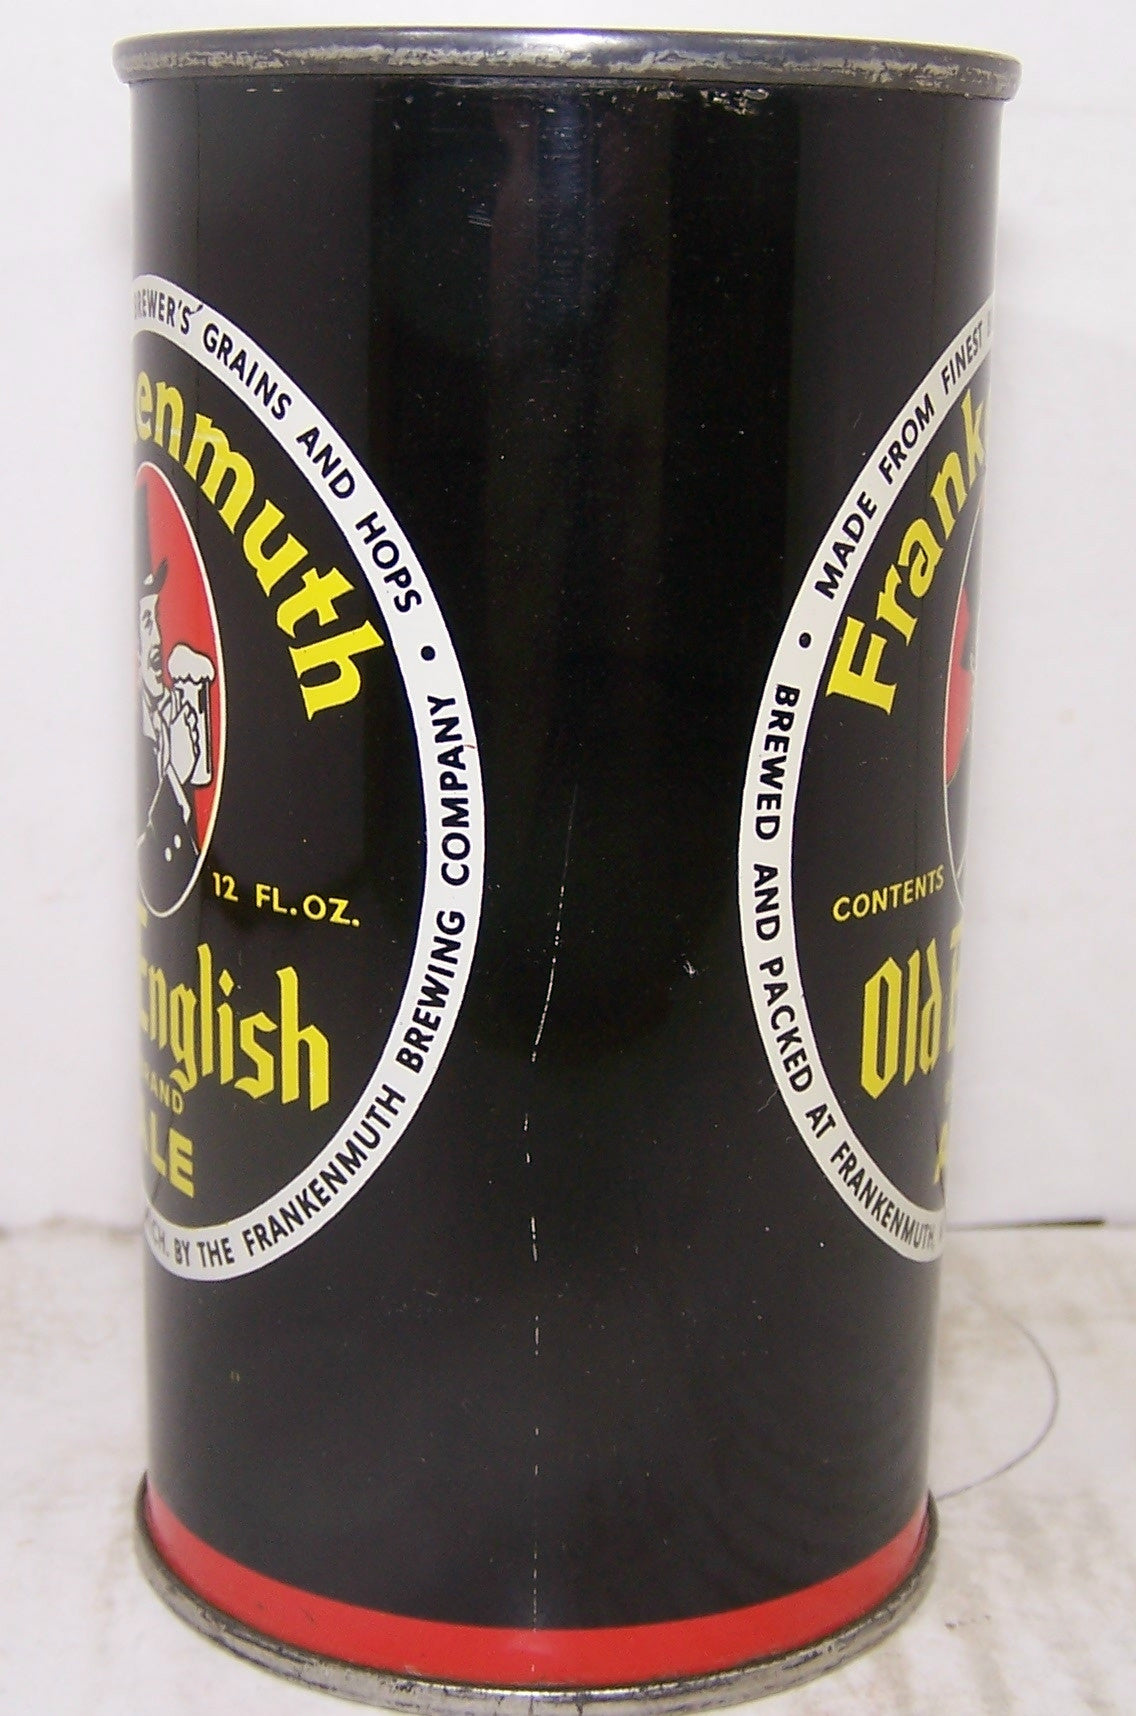 BREWER'S GRAINS AND HOPS • 
enmuth
12 FL. OZ.
English
LE
BY THE FRANKENMUTH BREWING COMPANY
• MADE FROM FINEST
Frank
CONTENTS
Old
BREWED AND PACKED AT FRANKENMUTH,